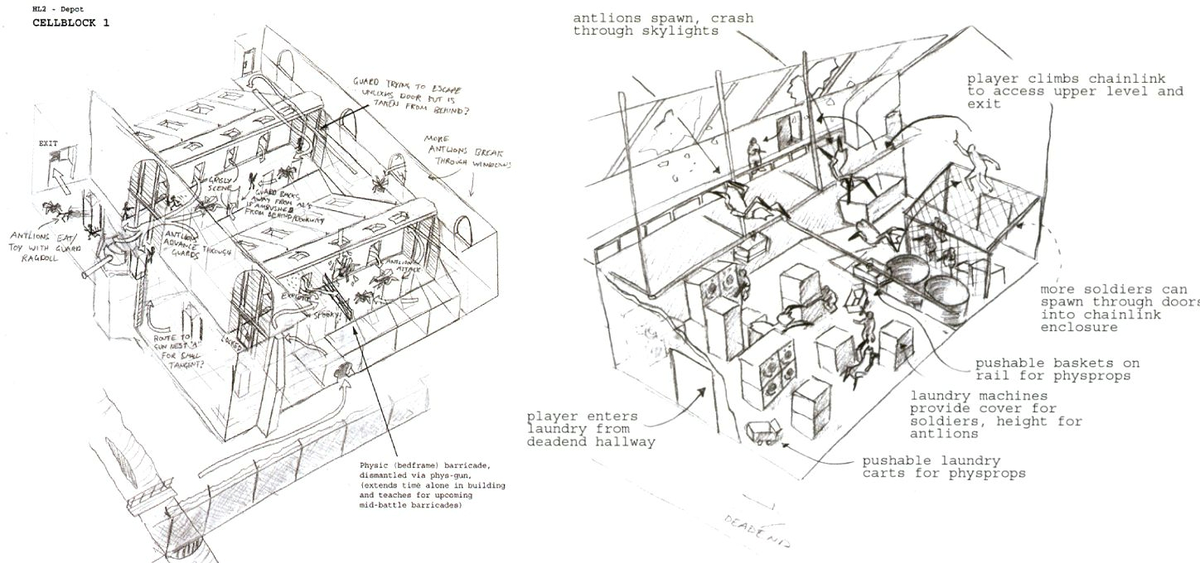 HL2 - Depot
CELLBLOCK 1
GUARD TRYING TO ESCAPE
UNLOCKS DOOR BUT IS
TAKEN FROM BEHIND?
MORE
ANTLIONS BREAK
THROUGH WINDOWS
EXIT
GRISLY
SCENE
GUARD BACKS
AWAY FROM
IS AMBUSHED
FROM BEHIND/DOORWAY
ANTLIONS EAT/
TOY WITH GUARD
RAGDOLL
ANTLIONS
ADVANCE THROUGH
GUARDS
ANTLION
ATTACK
SPOOKY!
LOCKED
ROUTE TO
GUN NEST "A"
FOR SMALL
TANGENT?
Physic (bedframe) barricade,
dismantled via phys-gun,
(extends time alone in building
and teaches for upcoming
mid-battle barricades)
antlions spawn, crash
through skylights
player climbs chainlink
to access upper level and
exit
more soldiers can
spawn through doors
into chainlink
enclosure
pushable baskets on
rail for physprops
laundry machines
provide cover for
soldiers, height for
antlions
player enters
laundry from
deadend hallway
pushable laundry
carts for physprops
DEADEND